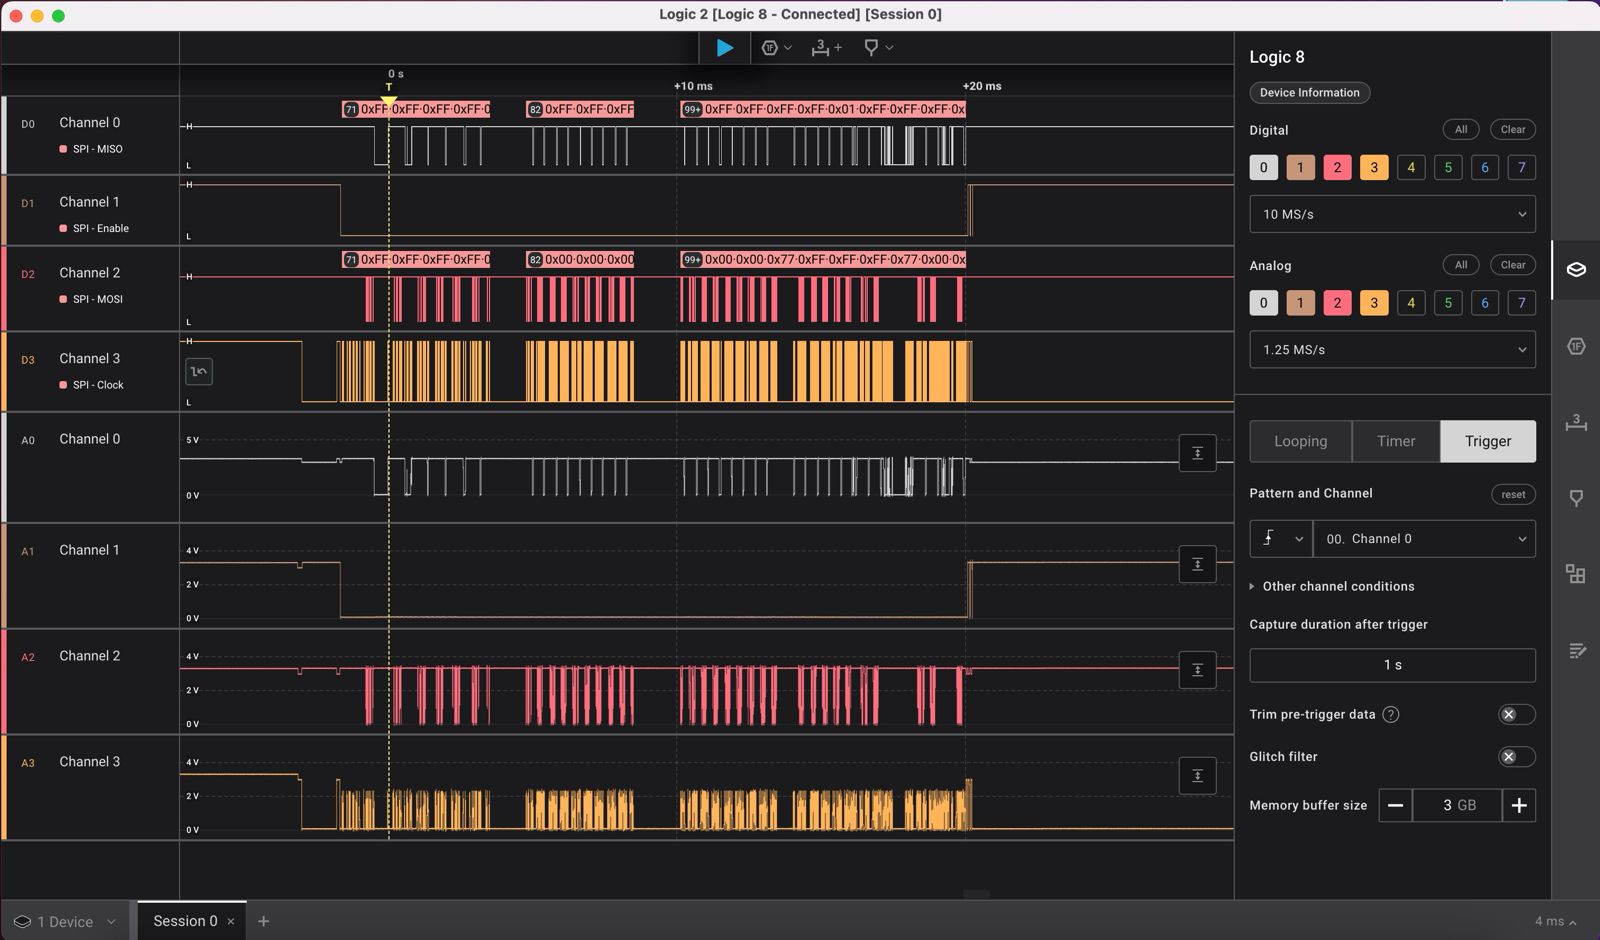 Logic 2 [Logic 8 - Connected] [Session 0]
0 s
T
+10 ms
+20 ms
D0 Channel 0
SPI - MISO
H
L
71 0xFF·0xFF·0xFF·0xFF·0
82 0xFF·0xFF·0xFF
99+ 0xFF·0xFF·0xFF·0x01·0xFF·0xFF·0xFF·0x
D1 Channel 1
SPI - Enable
H
L
D2 Channel 2
SPI - MOSI
H
L
71 0xFF·0xFF·0xFF·0xFF·0
82 0x00·0x00·0x00
99+ 0x00·0x00·0x77·0xFF·0xFF·0x77·0x00·0x
D3 Channel 3
SPI - Clock
H
L
A0 Channel 0
5 V
0 V
A1 Channel 1
4 V
2 V
0 V
A2 Channel 2
4 V
2 V
0 V
A3 Channel 3
4 V
2 V
0 V
Logic 8
Device Information
Digital All Clear
0 1 2 3 4 5 6 7
10 MS/s
Analog All Clear
0 1 2 3 4 5 6 7
1.25 MS/s
Looping Timer Trigger
Pattern and Channel reset
00. Channel 0
Other channel conditions
Capture duration after trigger
1 s
Trim pre-trigger data ?
Glitch filter
Memory buffer size 3 GB
1F
3
1F
3
1 Device
Session 0 ×
4 ms